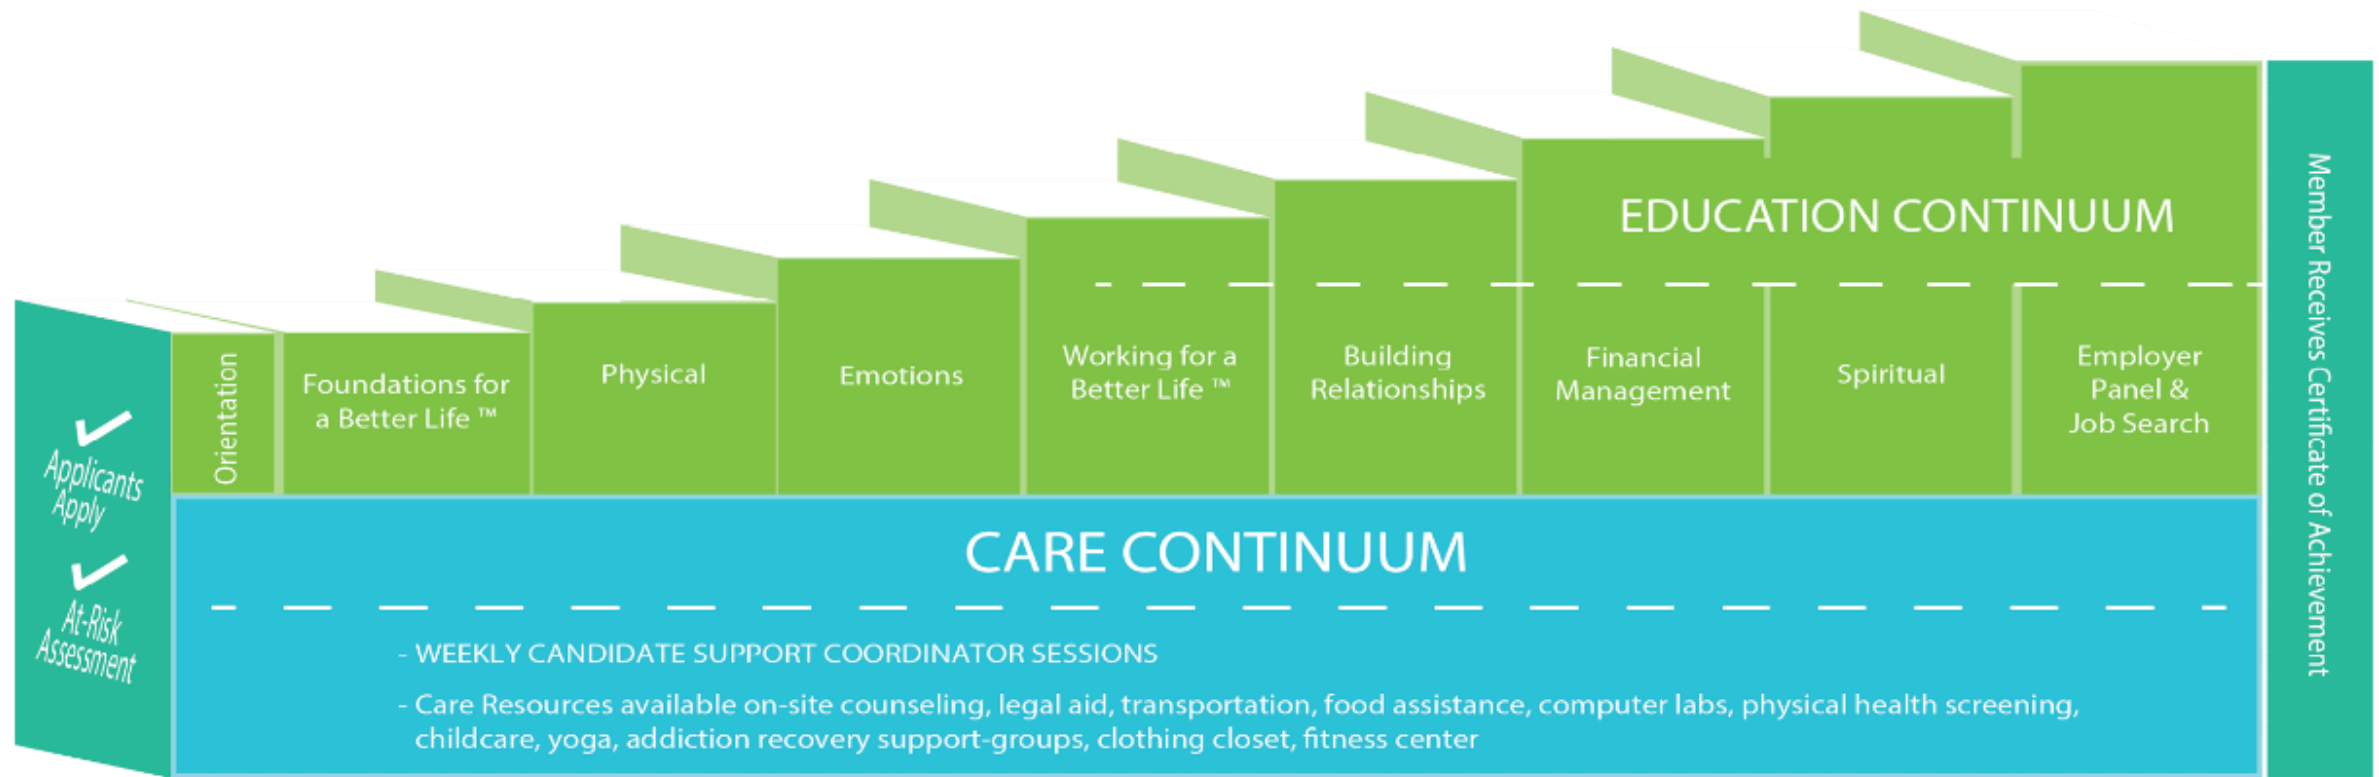 ✓
Applicants
Apply
✓
At-Risk
Assessment
Orientation
Foundations for
a Better Life ™
Physical
Emotions
Working for a
Better Life ™
Building
Relationships
Financial
Management
Spiritual
Employer
Panel &
Job Search
EDUCATION CONTINUUM
CARE CONTINUUM
- WEEKLY CANDIDATE SUPPORT COORDINATOR SESSIONS
- Care Resources available on-site counseling, legal aid, transportation, food assistance, computer labs, physical health screening,
childcare, yoga, addiction recovery support-groups, clothing closet, fitness center
Member Receives Certificate of Achievement